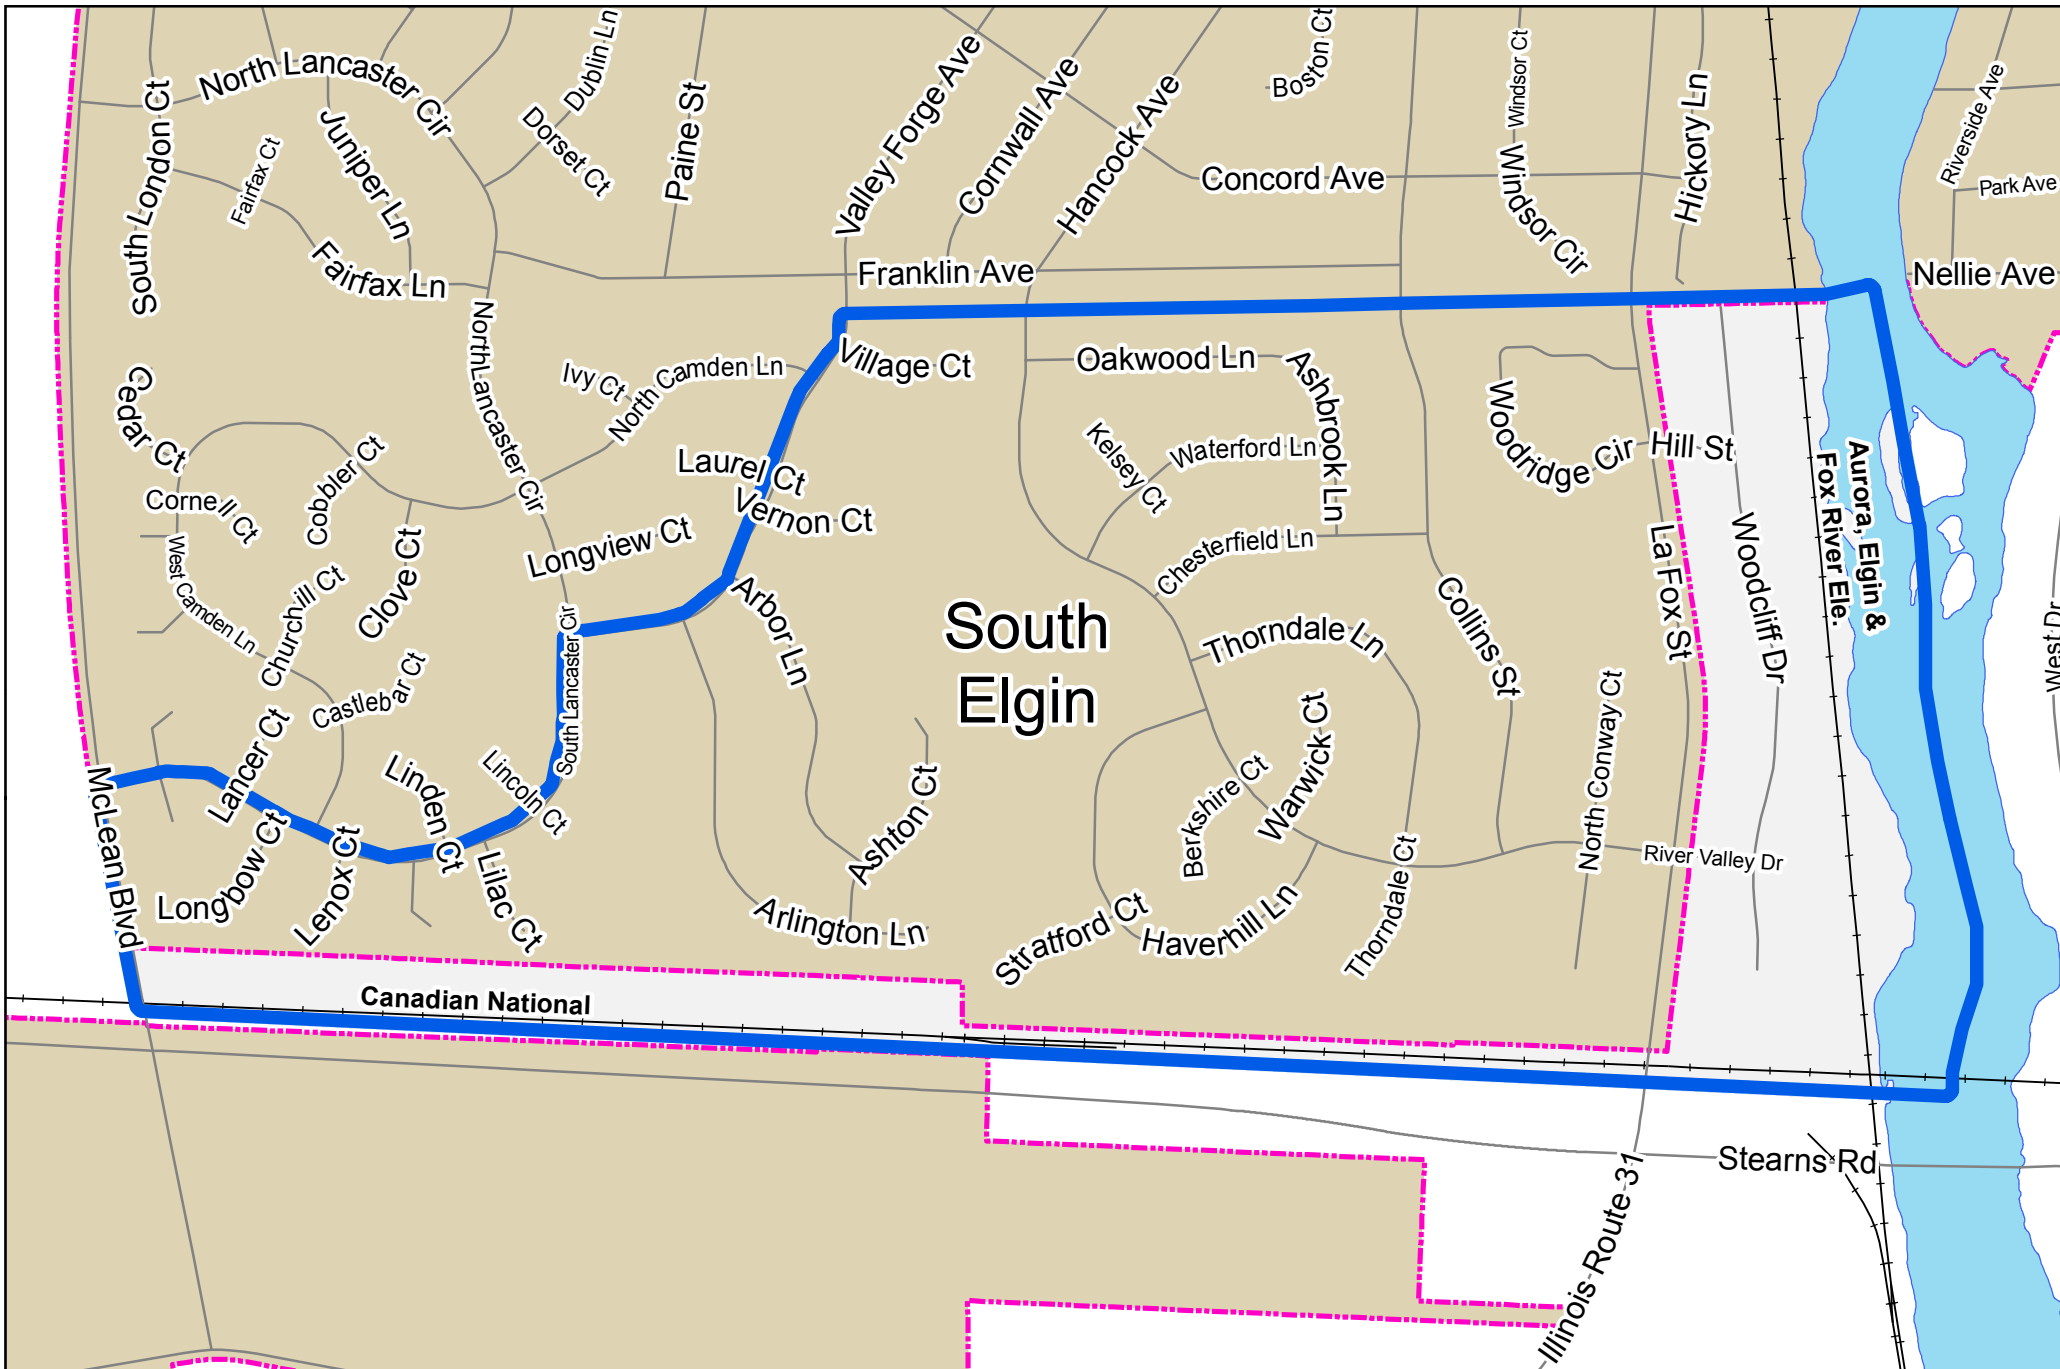 North Lancaster Cir
South London Ct
Fairfax Ct
Juniper Ln
Fairfax Ln
Dublin Ln
Dorset Ct
Paine St
Valley Forge Ave
Cornwall Ave
Hancock Ave
Boston Ct
Concord Ave
Windsor Ct
Windsor Cir
Hickory Ln
Riverside Ave
Park Ave
Nellie Ave
Franklin Ave
North Lancaster Cir
Ivy Ct
North Camden Ln
Village Ct
Oakwood Ln
Ashbrook Ln
Kelsey Ct
Waterford Ln
Woodridge Cir
Hill St
Aurora, Elgin &
Fox River Ele.
Cedar Ct
Cornell Ct
Cobbler Ct
Clove Ct
Laurel Ct
Vernon Ct
Longview Ct
Chesterfield Ln
La Fox St
Woodcliff Dr
West Dr
West Camden Ln
Churchill Ct
Castlebar Ct
South Lancaster Cir
Arbor Ln
South
Elgin
Thorndale Ln
Collins St
Warwick Ct
Berkshire Ct
North Conway Ct
River Valley Dr
McLean Blvd
Lancer Ct
Longbow Ct
Lenox Ct
Linden Ct
Lincoln Ct
Lilac Ct
Ashton Ct
Arlington Ln
Stratford Ct
Haverhill Ln
Thorndale Ct
Canadian National
Stearns Rd
Illinois Route 31